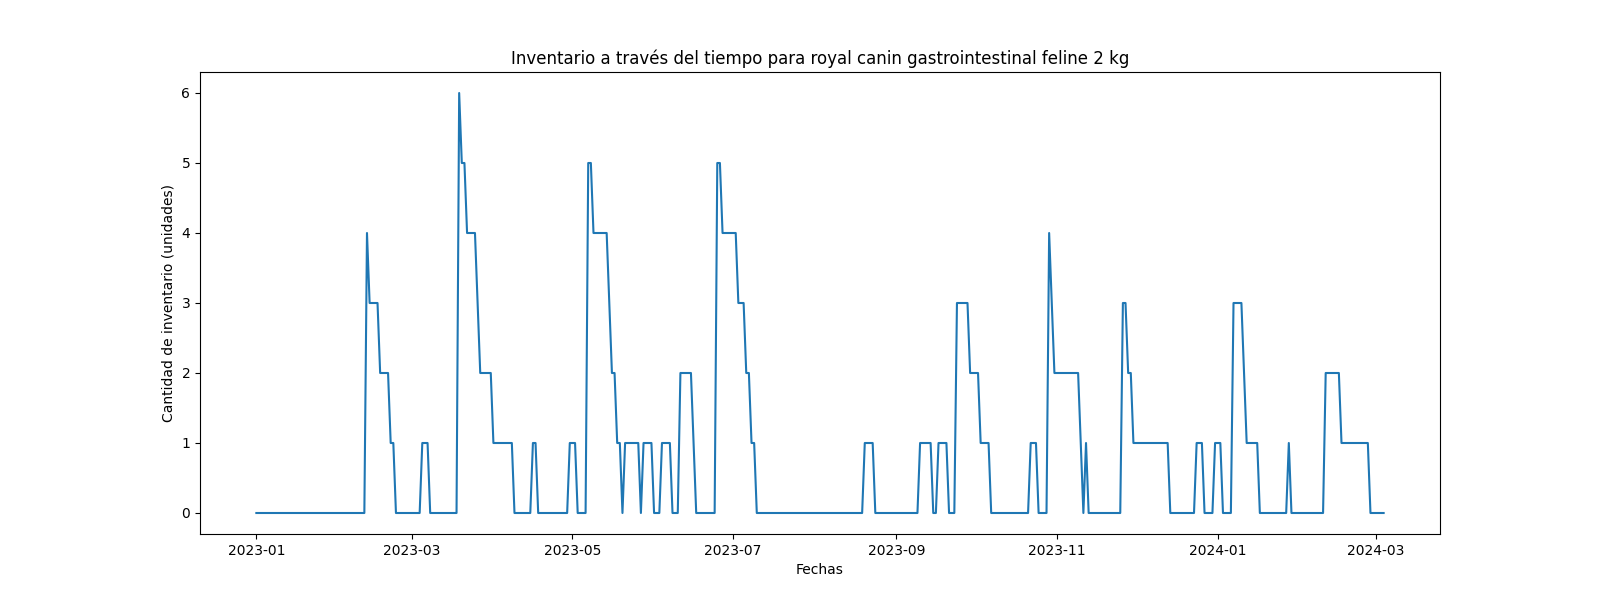 Inventario a través del tiempo para royal canin gastrointestinal feline 2 kg
Cantidad de inventario (unidades)
6
5
4
3
2
1
0
2023-01 2023-03 2023-05 2023-07 2023-09 2023-11 2024-01 2024-03
Fechas